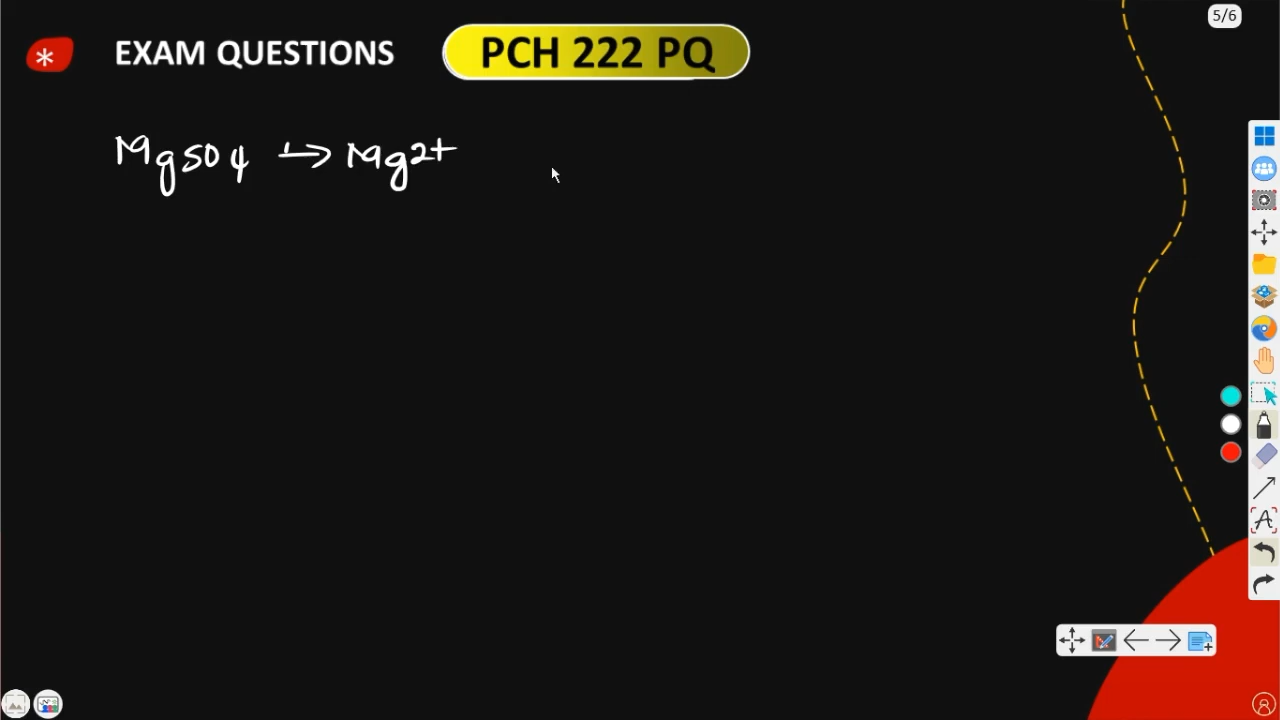 5/6
* EXAM QUESTIONS PCH 222 PQ
MgSO4 → Mg2+
A